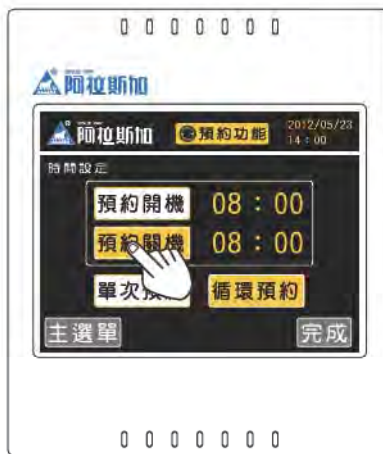 阿拉斯加
阿拉斯加 預約功能 2012/05/23
14:00
時間設定
預約開機 08:00
預約關機 08:00
單次預約 循環預約
主選單 完成